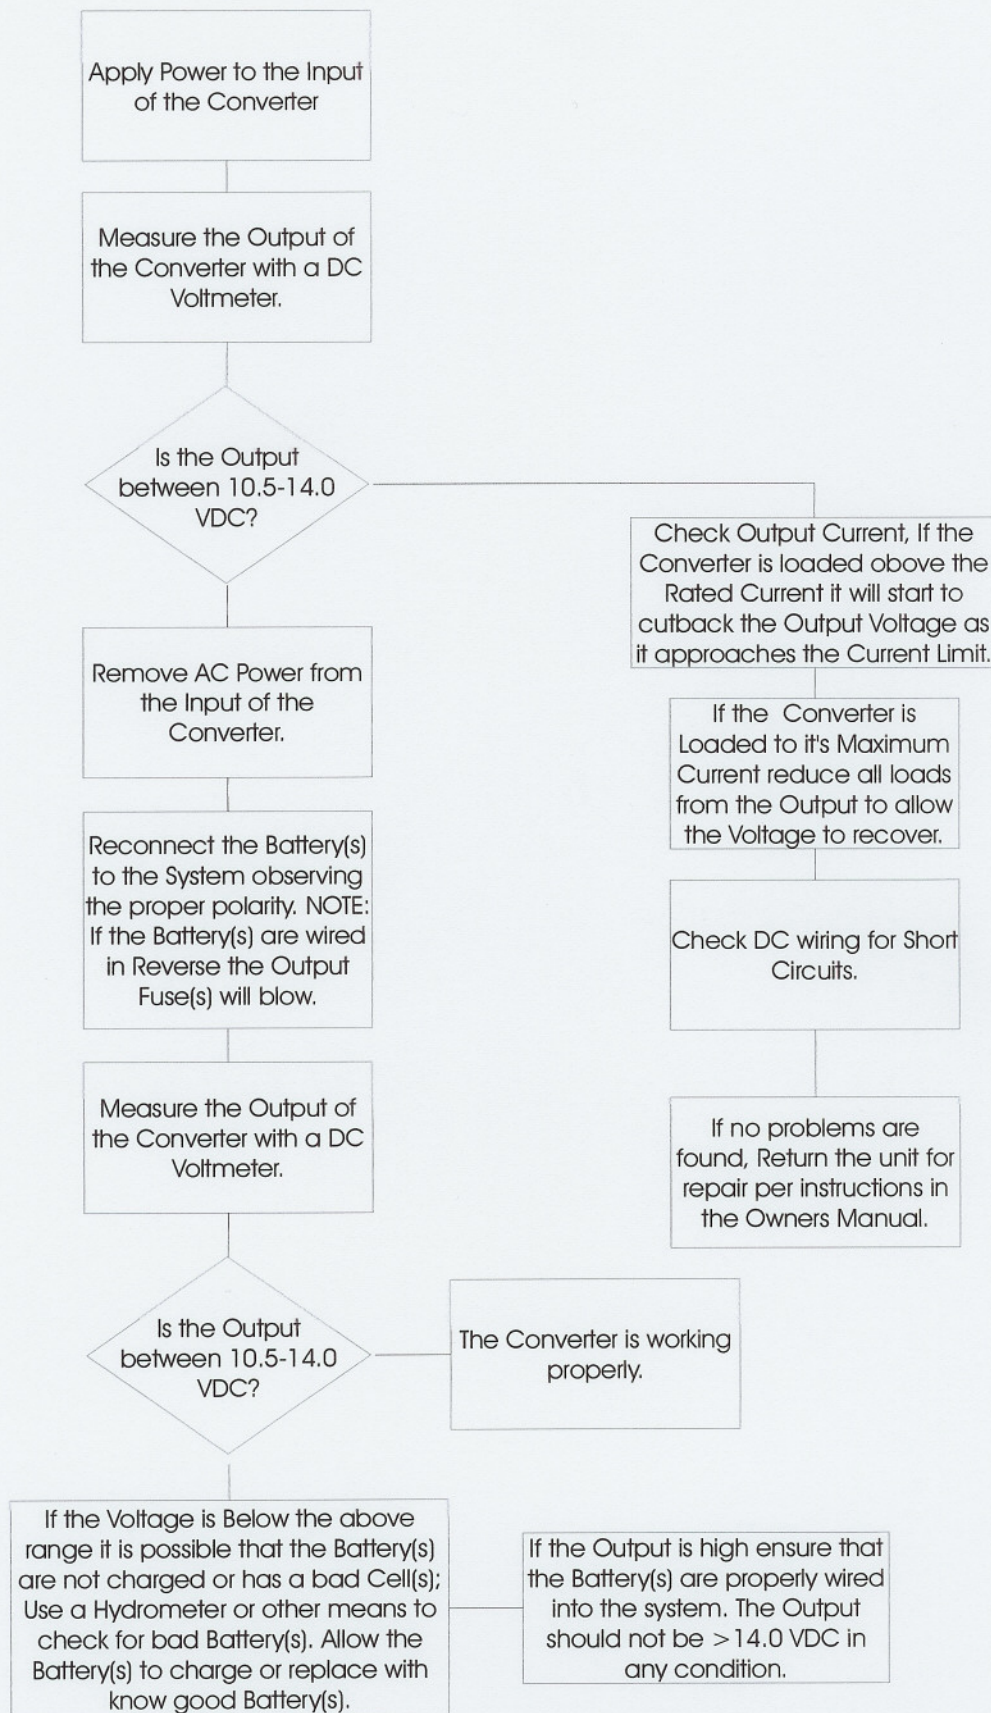 Apply Power to the Input
of the Converter
Measure the Output of
the Converter with a DC
Voltmeter.
Is the Output
between 10.5-14.0
VDC?
Check Output Current, If the
Converter is loaded obove the
Rated Current it will start to
cutback the Output Voltage as
it approaches the Current Limit.
Remove AC Power from
the Input of the
Converter.
If the Converter is
Loaded to it's Maximum
Current reduce all loads
from the Output to allow
the Voltage to recover.
Reconnect the Battery(s)
to the System observing
the proper polarity. NOTE:
If the Battery(s) are wired
in Reverse the Output
Fuse(s) will blow.
Check DC wiring for Short
Circuits.
Measure the Output of
the Converter with a DC
Voltmeter.
If no problems are
found, Return the unit for
repair per instructions in
the Owners Manual.
Is the Output
between 10.5-14.0
VDC?
The Converter is working
properly.
If the Voltage is Below the above
range it is possible that the Battery(s)
are not charged or has a bad Cell(s);
Use a Hydrometer or other means to
check for bad Battery(s). Allow the
Battery(s) to charge or replace with
know good Battery(s).
If the Output is high ensure that
the Battery(s) are properly wired
into the system. The Output
should not be >14.0 VDC in
any condition.